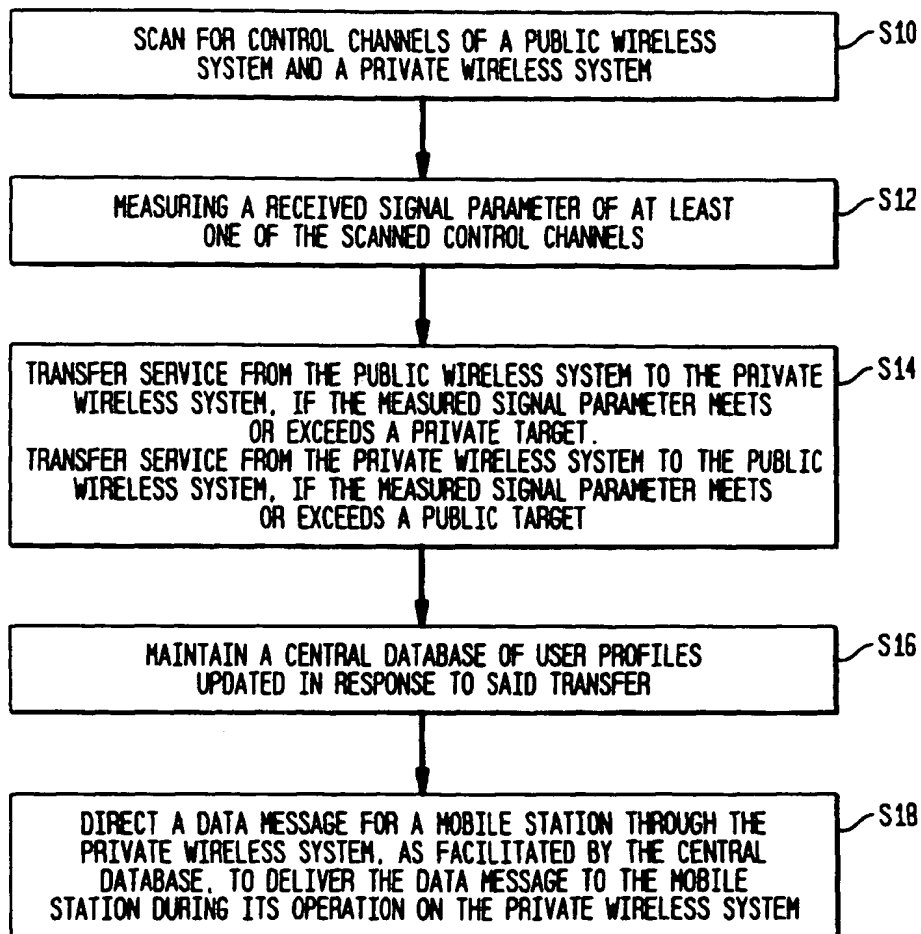 SCAN FOR CONTROL CHANNELS OF A PUBLIC WIRELESS
SYSTEM AND A PRIVATE WIRELESS SYSTEM
S10
MEASURING A RECEIVED SIGNAL PARAMETER OF AT LEAST
ONE OF THE SCANNED CONTROL CHANNELS
S12
TRANSFER SERVICE FROM THE PUBLIC WIRELESS SYSTEM TO THE PRIVATE
WIRELESS SYSTEM, IF THE MEASURED SIGNAL PARAMETER MEETS
OR EXCEEDS A PRIVATE TARGET.
TRANSFER SERVICE FROM THE PRIVATE WIRELESS SYSTEM TO THE PUBLIC
WIRELESS SYSTEM, IF THE MEASURED SIGNAL PARAMETER MEETS
OR EXCEEDS A PUBLIC TARGET
S14
MAINTAIN A CENTRAL DATABASE OF USER PROFILES
UPDATED IN RESPONSE TO SAID TRANSFER
S16
DIRECT A DATA MESSAGE FOR A MOBILE STATION THROUGH THE
PRIVATE WIRELESS SYSTEM, AS FACILITATED BY THE CENTRAL
DATABASE, TO DELIVER THE DATA MESSAGE TO THE MOBILE
STATION DURING ITS OPERATION ON THE PRIVATE WIRELESS SYSTEM
S18